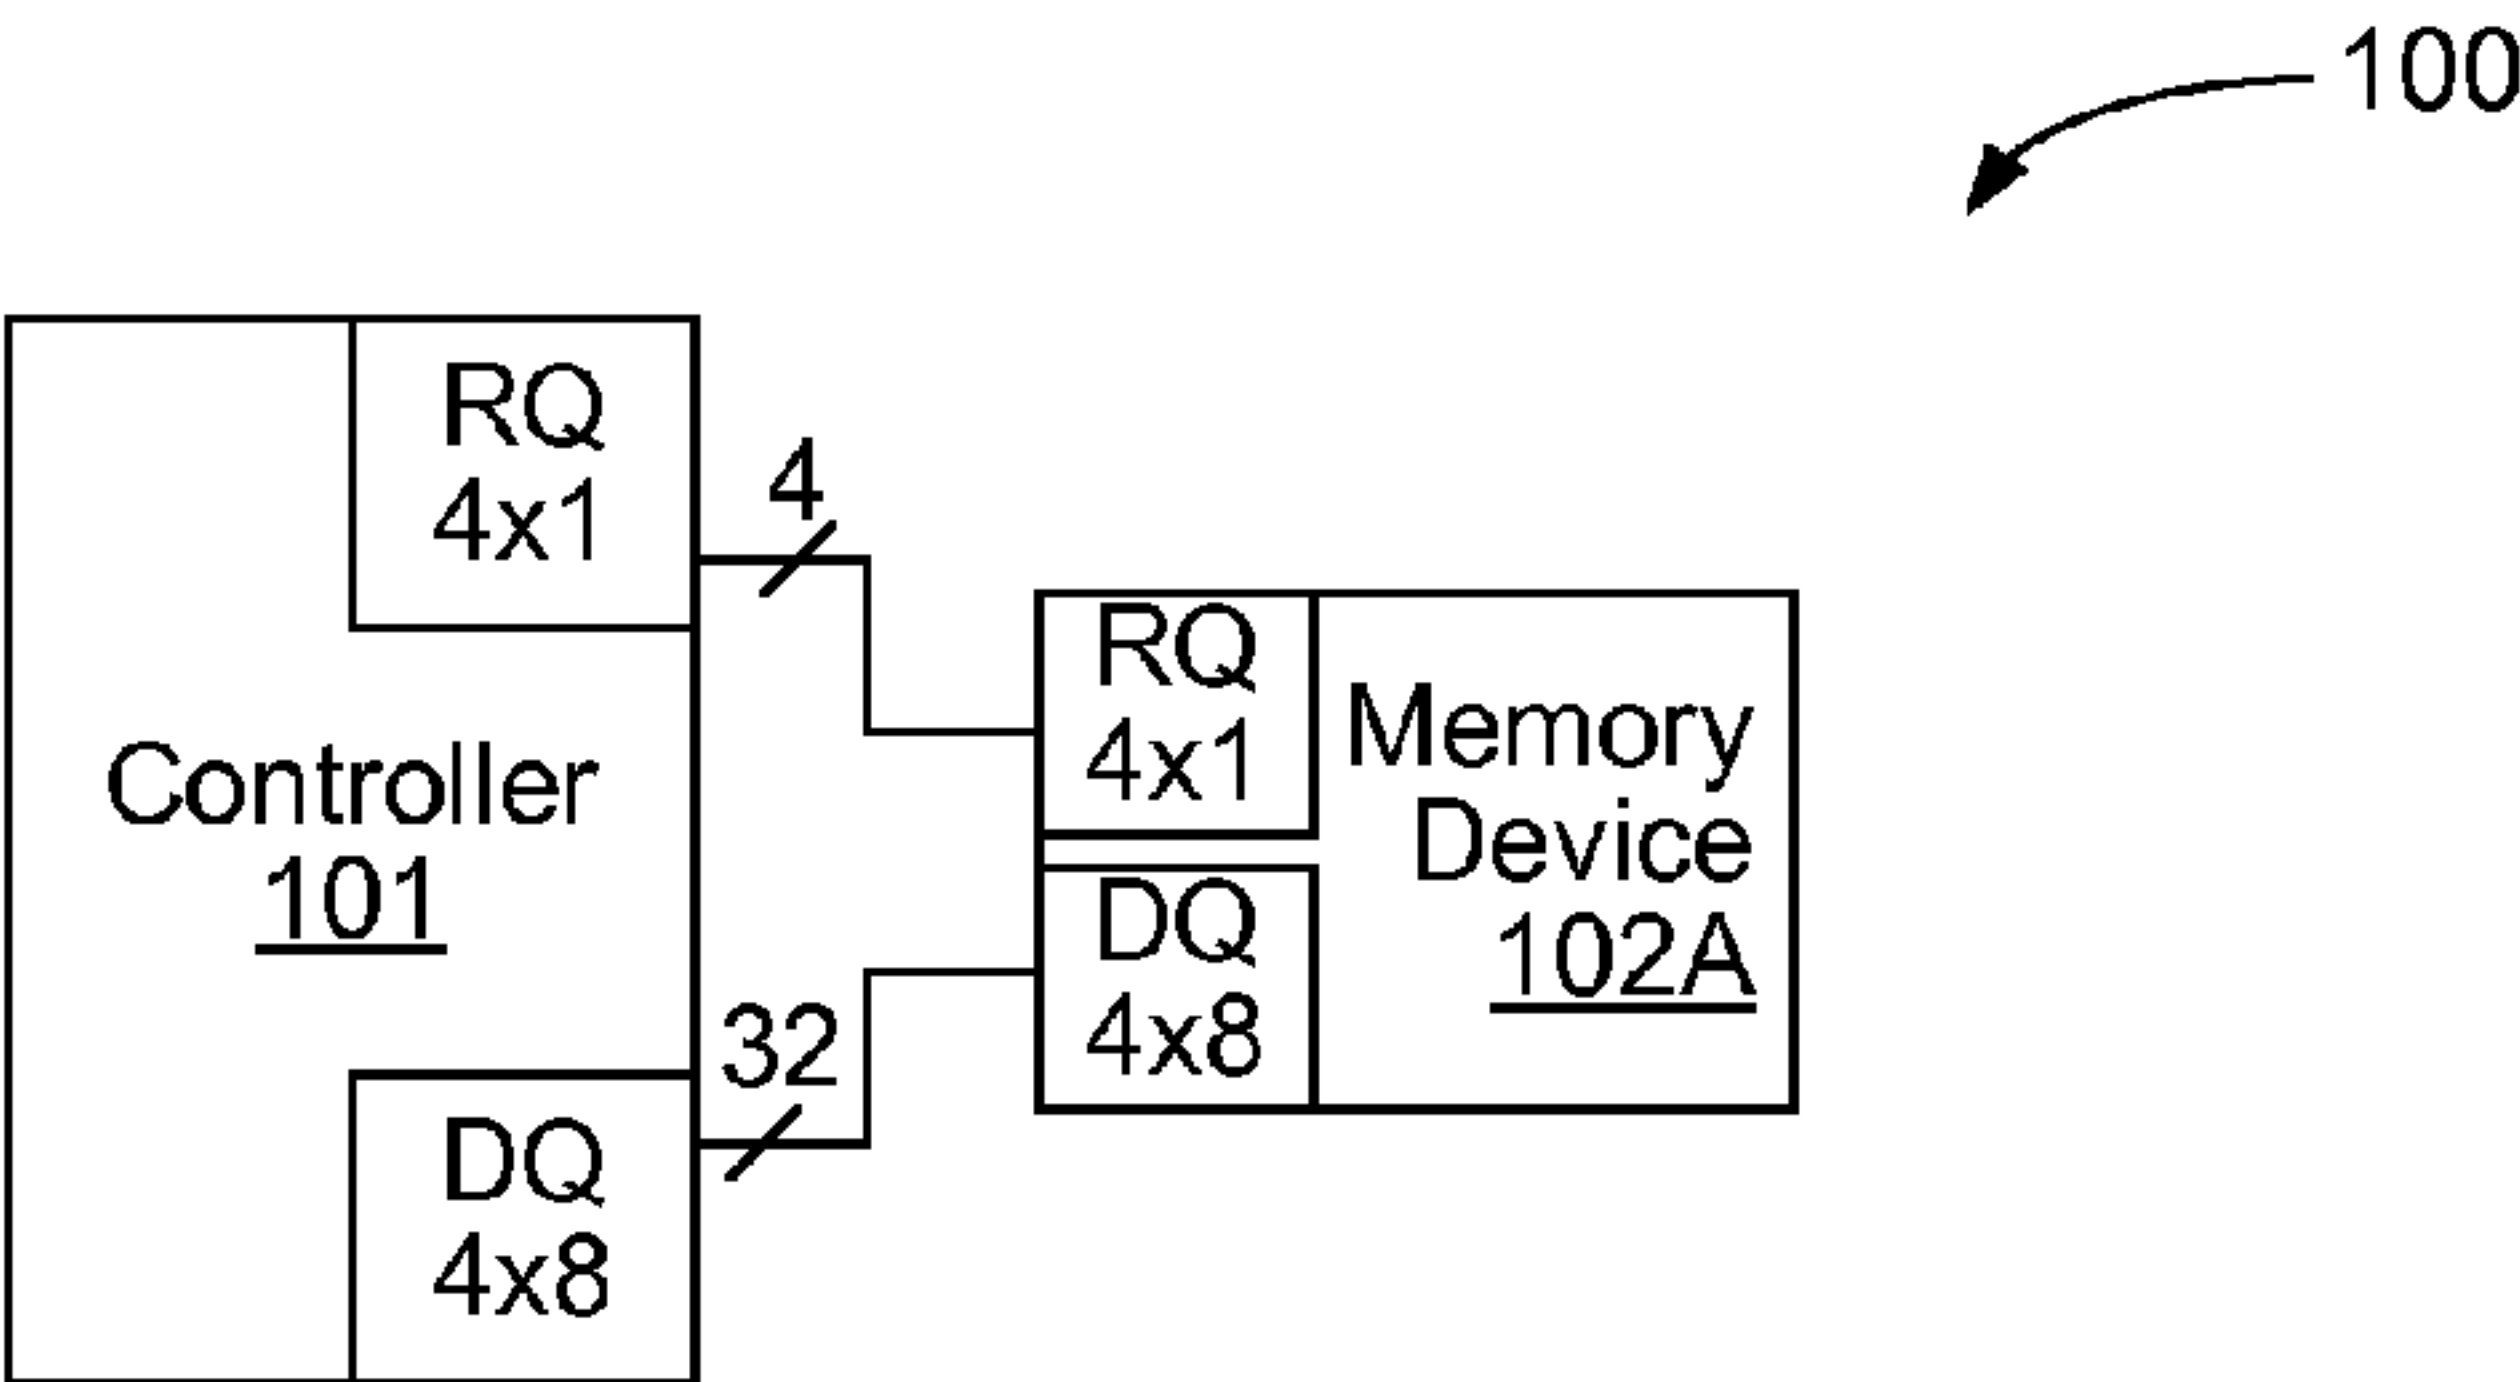 100
RQ
4x1
4
Controller
101
32
DQ
4x8
RQ
4x1
DQ
4x8
Memory
Device
102A